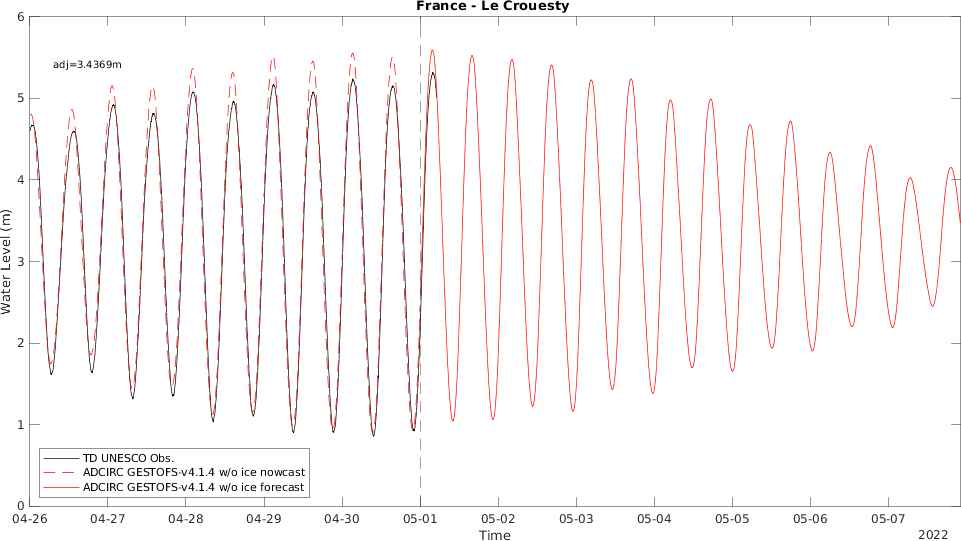 France - Le Crouesty
adj=3.4369m
Water Level (m)
6
5
4
3
2
1
0
TD UNESCO Obs.
ADCIRC GESTOFS-v4.1.4 w/o ice nowcast
ADCIRC GESTOFS-v4.1.4 w/o ice forecast
04-26 04-27 04-28 04-29 04-30 05-01 05-02 05-03 05-04 05-05 05-06 05-07
Time
2022